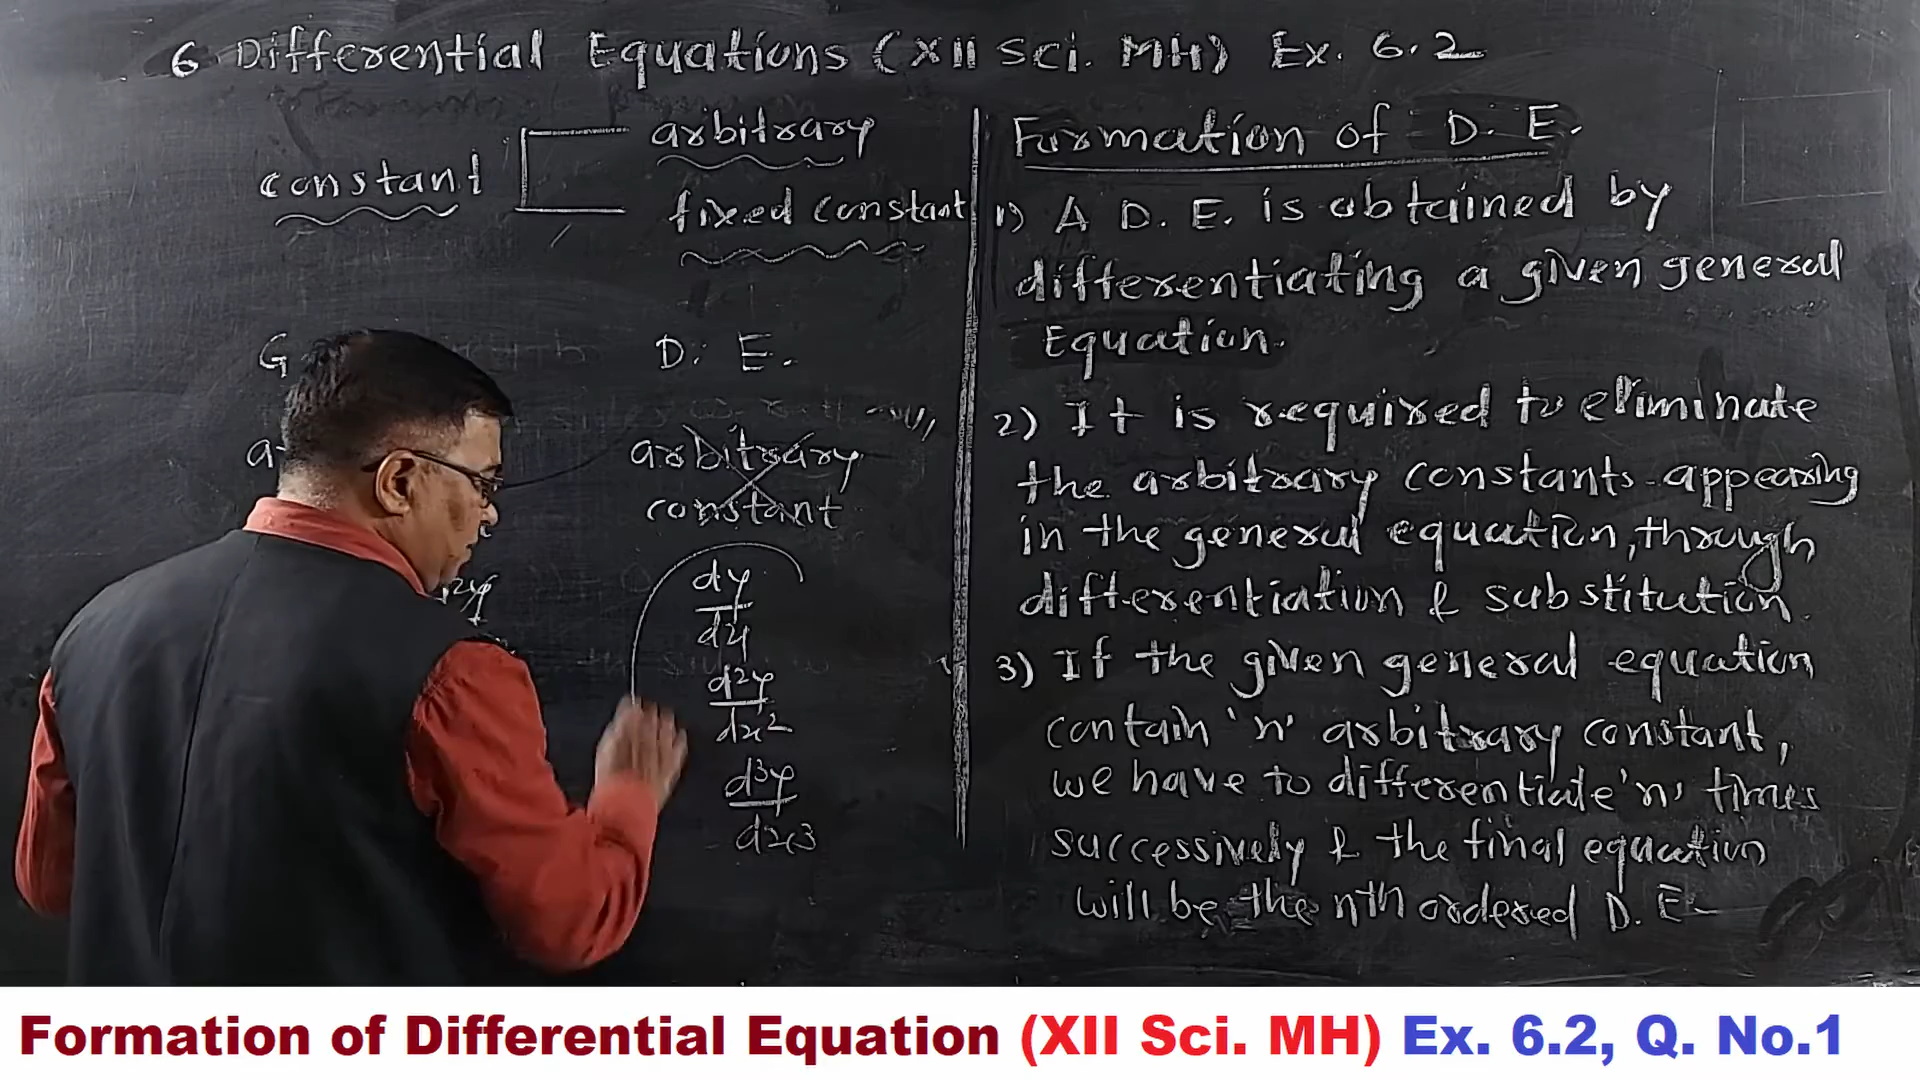 6 Differential Equations (XII Sci. MH) Ex. 6.2
constant
arbitrary
fixed constant
G
D. E.
a
arbitrary
constant
dy
dx
d²y
dx²
d³y
dx³
Formation of D. E.
1) A D. E. is obtained by
differentiating a given general
Equation.
2) It is required to eliminate
the arbitrary constants appearing
in the general equation, through
differentiation & substitution.
3) If the given general equation
contain 'n' arbitrary constant,
we have to differentiate 'n' times
successively & the final equation
will be the nth ordered D. E.
Formation of Differential Equation (XII Sci. MH) Ex. 6.2, Q. No.1